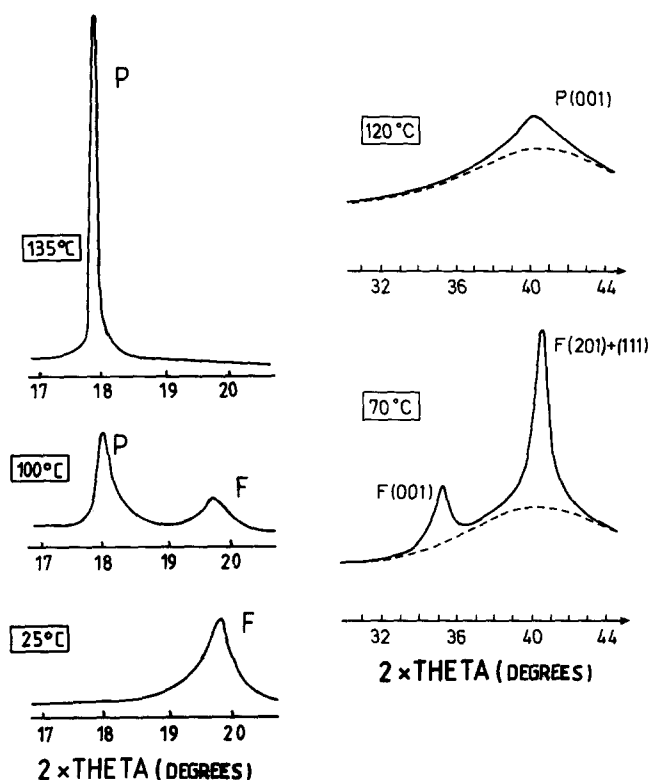 P
135°C
17 18 19 20
P
F
100°C
17 18 19 20
F
25°C
17 18 19 20
2 × THETA (DEGREES)
P(001)
120°C
32 36 40 44
F(201)+(111)
70°C
F(001)
32 36 40 44
2 × THETA (DEGREES)